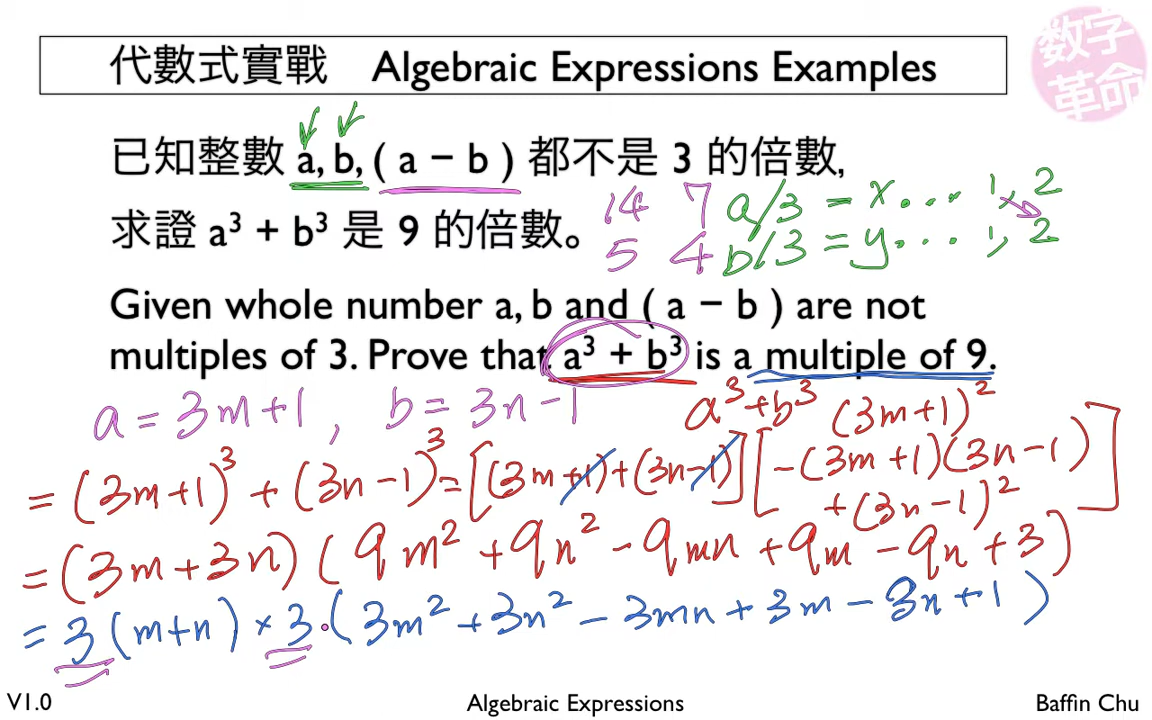 代數式實戰 Algebraic Expressions Examples
数字
革命
已知整數 a, b, ( a – b ) 都不是 3 的倍數,
14 7 a/3 = x... 1, 2
求證 a³ + b³ 是 9 的倍數。
5 4 b/3 = y... 1, 2
Given whole number a, b and ( a – b ) are not
multiples of 3. Prove that a³ + b³ is a multiple of 9.
a = 3m+1, b = 3n-1 a³+b³
= (3m+1)³ + (3n-1)³ = [(3m+1)+(3n-1)] [(3m+1)² -(3m+1)(3n-1) +(3n-1)²]
= (3m+3n) (9m² + 9n² - 9mn + 9m - 9n + 3)
= 3(m+n) × 3·(3m² + 3n² - 3mn + 3m - 3n + 1)
V1.0 Algebraic Expressions Baffin Chu